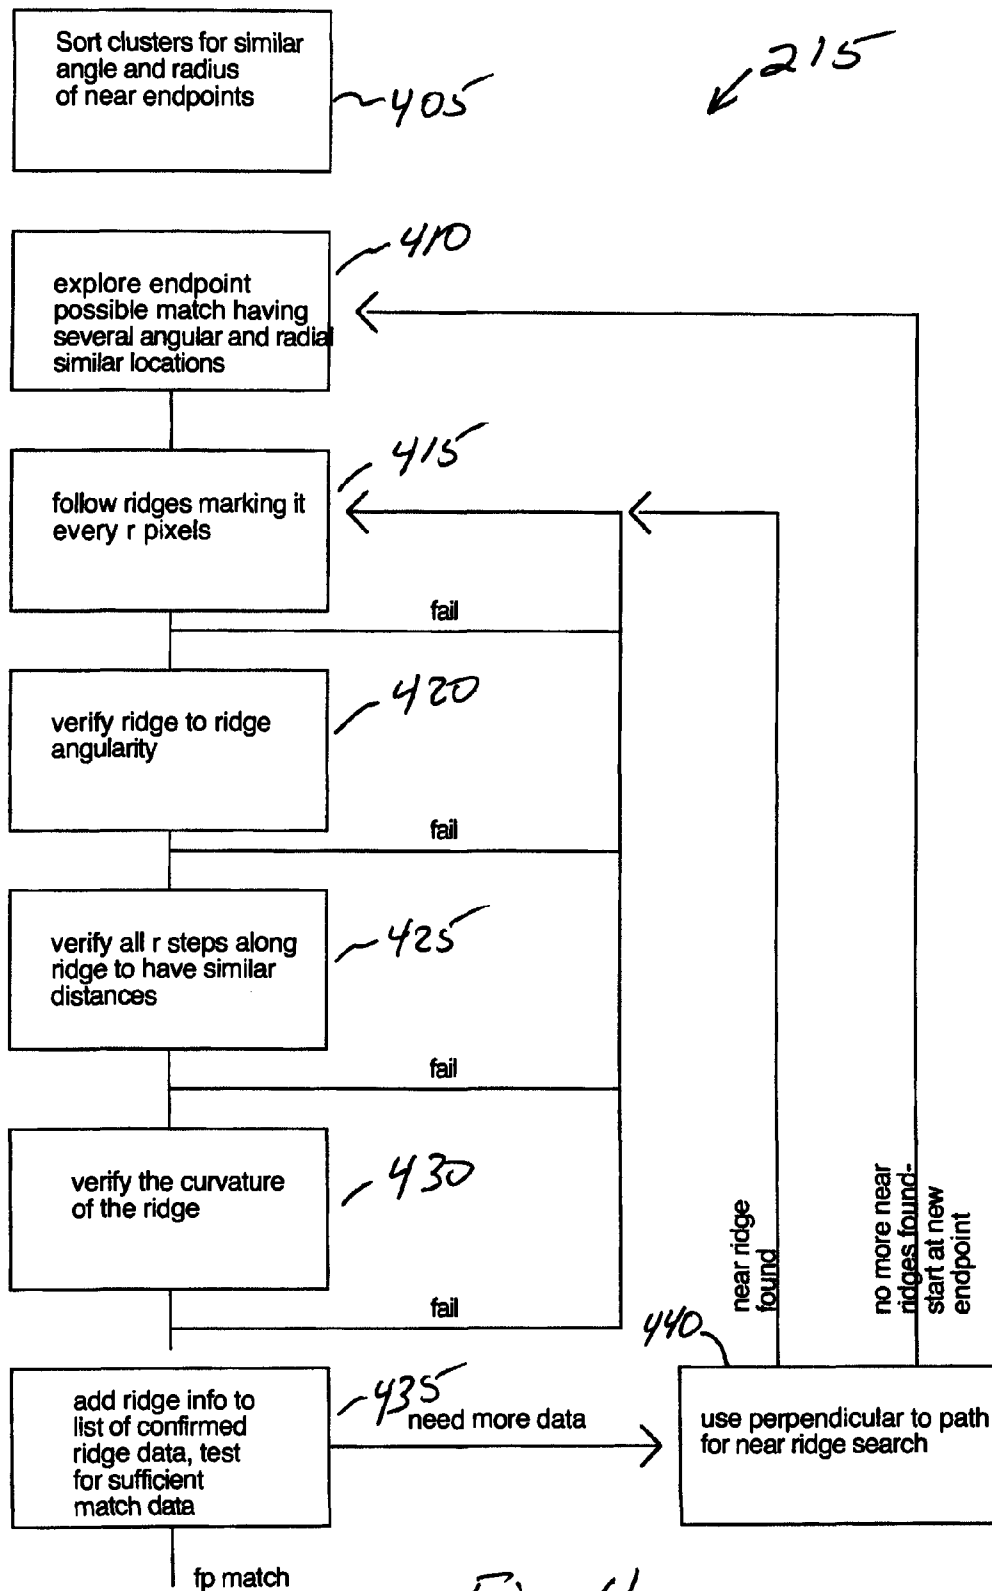 Sort clusters for similar
angle and radius
of near endpoints
405
215
410
explore endpoint
possible match having
several angular and radial
similar locations
415
follow ridges marking it
every r pixels
fail
420
verify ridge to ridge
angularity
fail
425
verify all r steps along
ridge to have similar
distances
fail
430
verify the curvature
of the ridge
fail
near ridge
found
no more near
ridges found-
start at new
endpoint
440
435
add ridge info to
list of confirmed
ridge data, test
for sufficient
match data
need more data
use perpendicular to path
for near ridge search
fp match